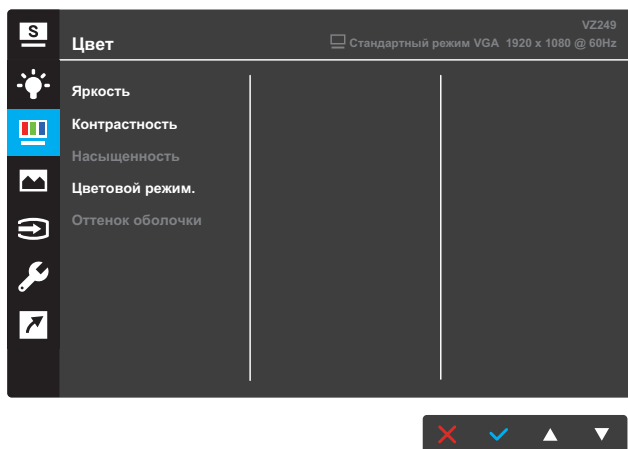 S
VZ249
Цвет
Стандартный режим VGA 1920 x 1080 @ 60Hz
Яркость
Контрастность
Насыщенность
Цветовой режим.
Оттенок оболочки